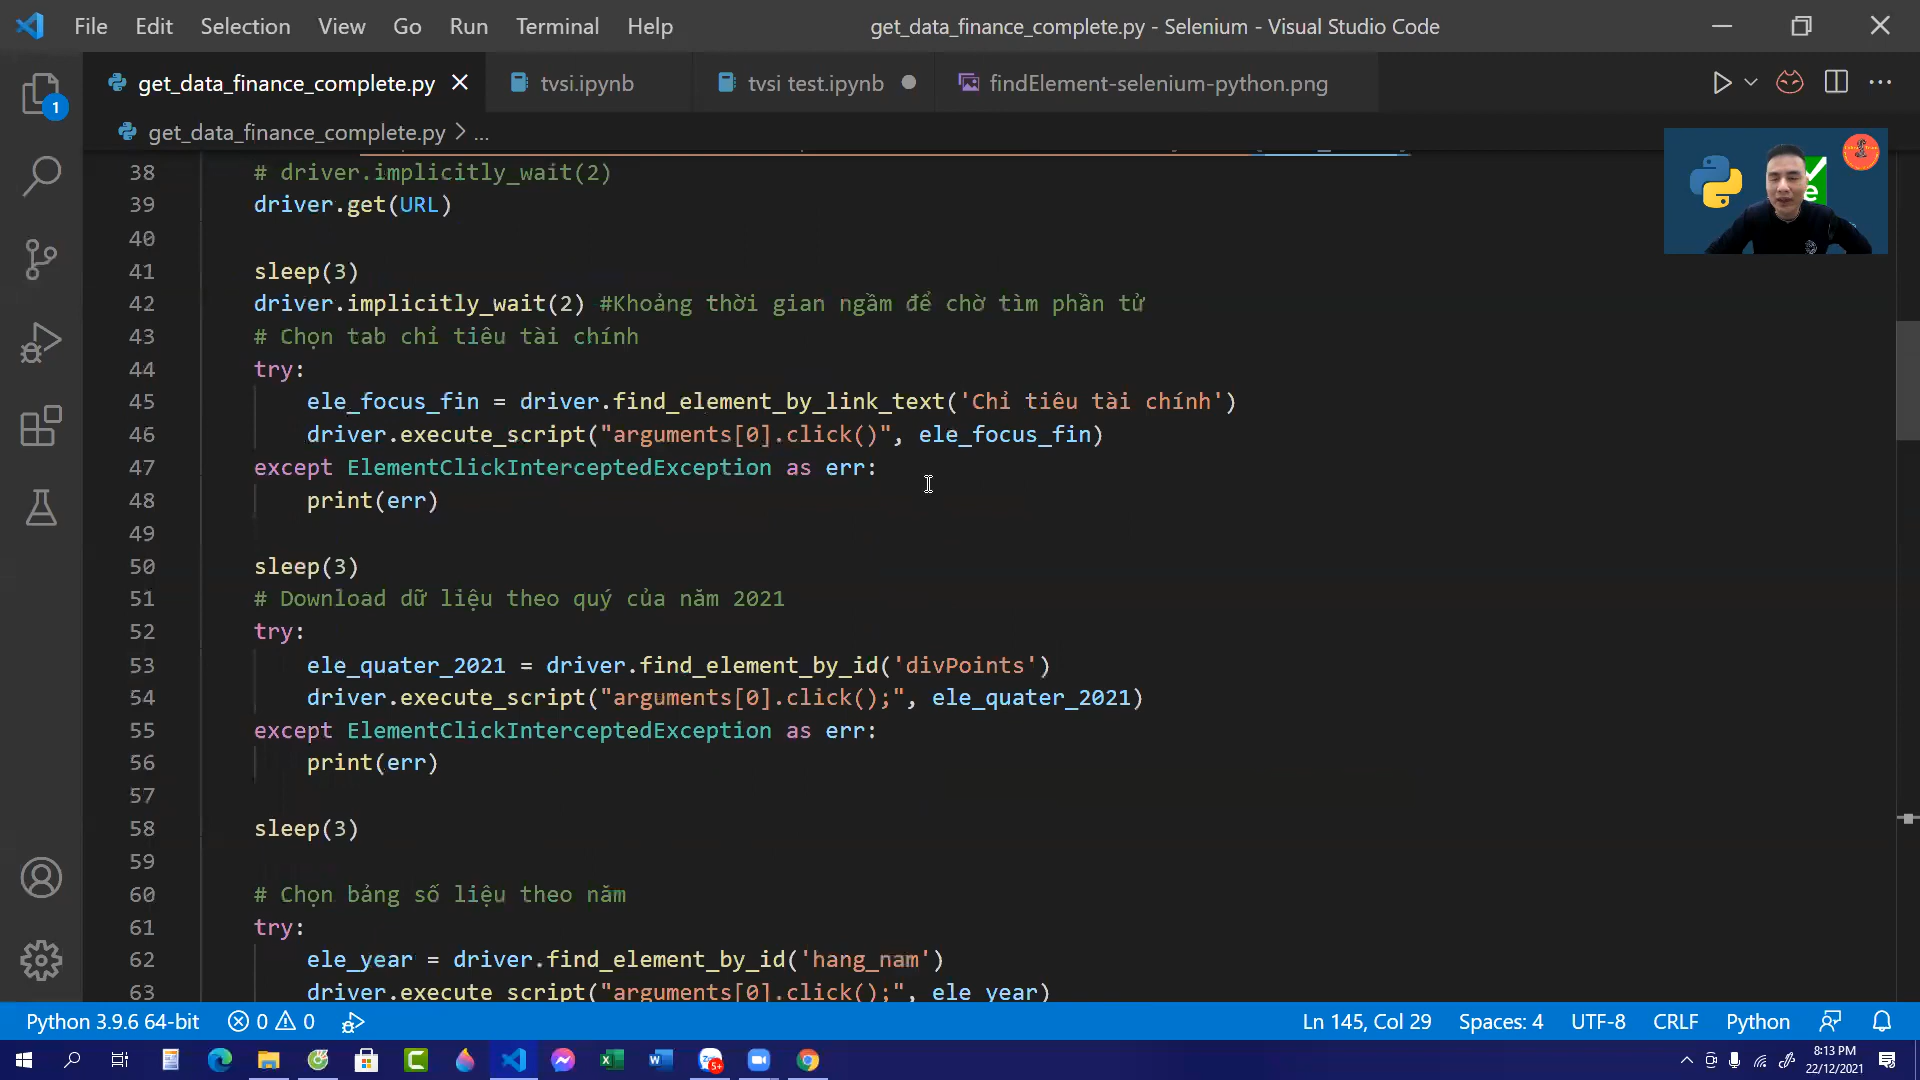 File Edit Selection View Go Run Terminal Help get_data_finance_complete.py - Selenium - Visual Studio Code
get_data_finance_complete.py tvsi.ipynb tvsi test.ipynb findElement-selenium-python.png
1
get_data_finance_complete.py > ...
38 # driver.implicitly_wait(2)
39 driver.get(URL)
40
41 sleep(3)
42 driver.implicitly_wait(2) #Khoảng thời gian ngầm để chờ tìm phần tử
43 # Chọn tab chỉ tiêu tài chính
44 try:
45 ele_focus_fin = driver.find_element_by_link_text('Chỉ tiêu tài chính')
46 driver.execute_script("arguments[0].click()", ele_focus_fin)
47 except ElementClickInterceptedException as err:
48 print(err)
49
50 sleep(3)
51 # Download dữ liệu theo quý của năm 2021
52 try:
53 ele_quater_2021 = driver.find_element_by_id('divPoints')
54 driver.execute_script("arguments[0].click();", ele_quater_2021)
55 except ElementClickInterceptedException as err:
56 print(err)
57
58 sleep(3)
59
60 # Chọn bảng số liệu theo năm
61 try:
62 ele_year = driver.find_element_by_id('hang_nam')
63 driver.execute_script("arguments[0].click();", ele_year)
Python 3.9.6 64-bit 0 0 Ln 145, Col 29 Spaces: 4 UTF-8 CRLF Python
8:13 PM
22/12/2021